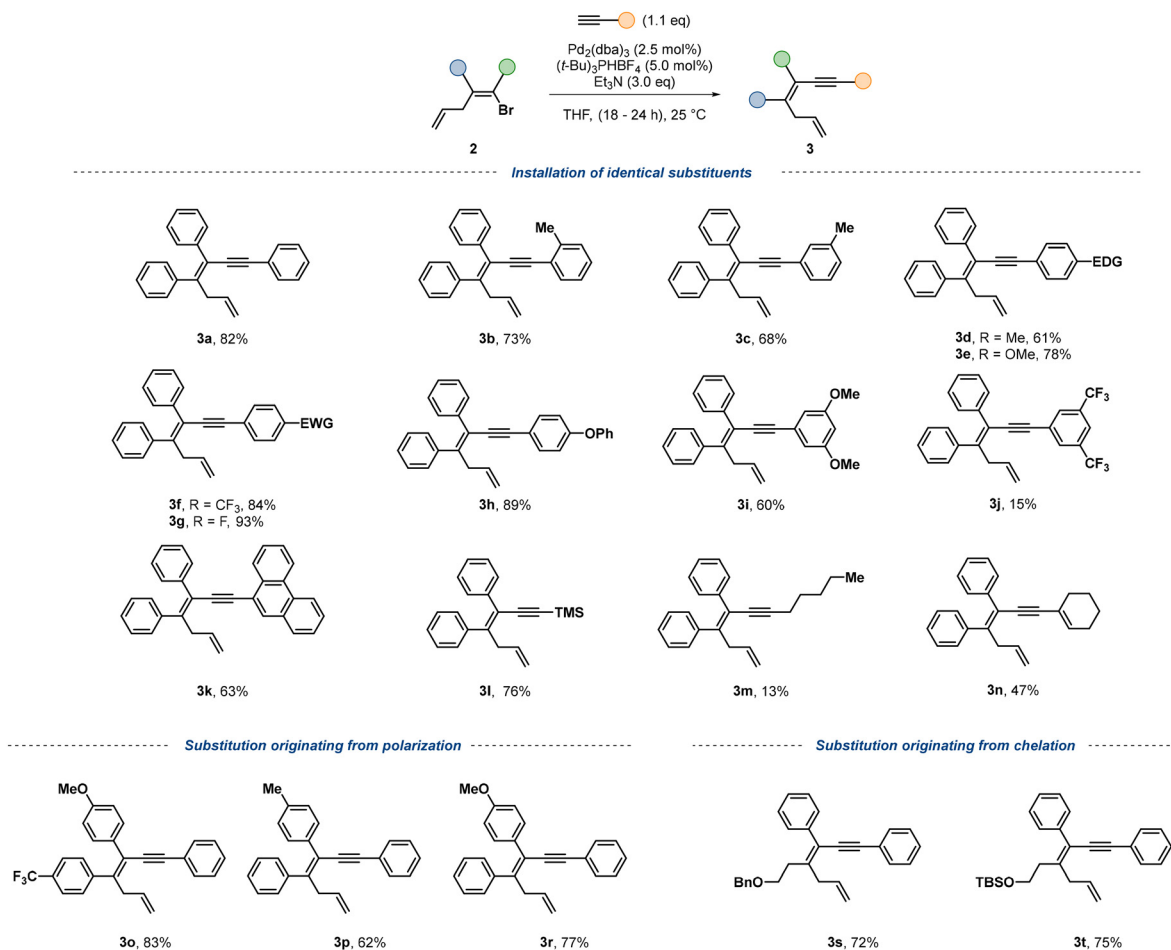 (1.1 eq)
Pd2(dba)3 (2.5 mol%)
(t-Bu)3PHBF4 (5.0 mol%)
Et3N (3.0 eq)
Br
THF, (18 - 24 h), 25 °C
2
3
Installation of identical substituents
Me
Me
EDG
3a, 82%
3b, 73%
3c, 68%
3d, R = Me, 61%
3e, R = OMe, 78%
EWG
OPh
OMe
OMe
CF3
CF3
3f, R = CF3, 84%
3g, R = F, 93%
3h, 89%
3i, 60%
3j, 15%
TMS
Me
3k, 63%
3l, 76%
3m, 13%
3n, 47%
Substitution originating from polarization
Substitution originating from chelation
MeO
F3C
Me
MeO
BnO
TBSO
3o, 83%
3p, 62%
3r, 77%
3s, 72%
3t, 75%